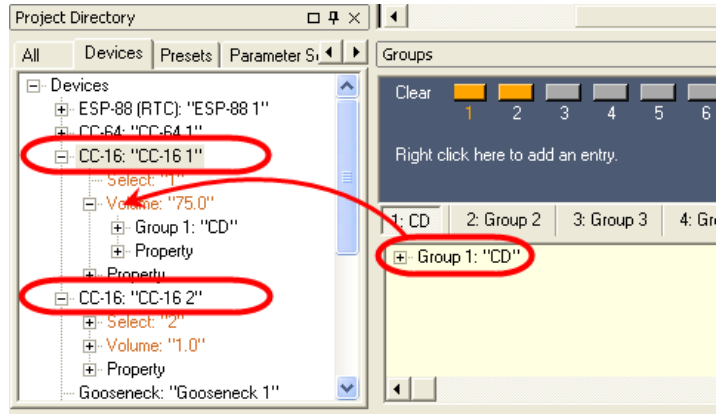 Project Directory
All Devices Presets Parameter S
Devices
ESP-88 (RTC): "ESP-88 1"
CC-64: "CC-64 1"
CC-16: "CC-16 1"
Select: "1"
Volume: "75.0"
Group 1: "CD"
Property
Property
CC-16: "CC-16 2"
Select: "2"
Volume: "1.0"
Property
Gooseneck: "Gooseneck 1"
Groups
Clear
1 2 3 4 5 6
Right click here to add an entry.
1: CD 2: Group 2 3: Group 3 4: Gr
Group 1: "CD"